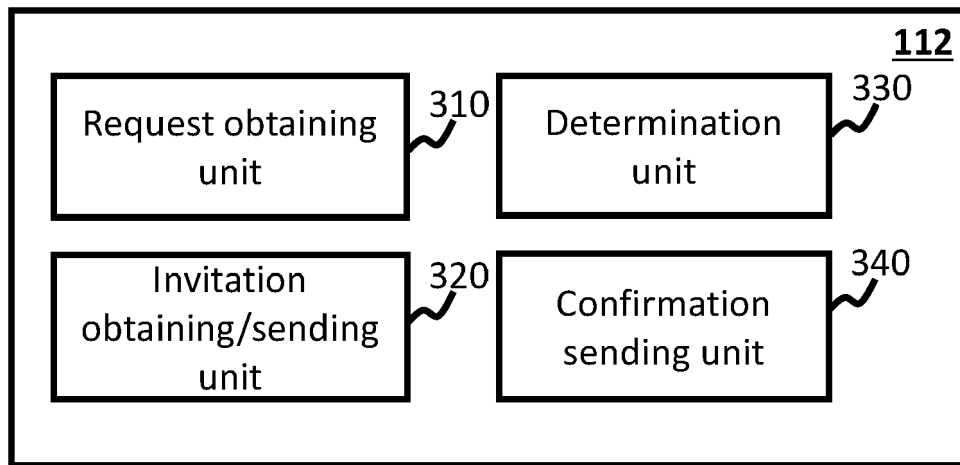 112
Request obtaining
unit
310
Determination
unit
330
Invitation
obtaining/sending
unit
320
Confirmation
sending unit
340